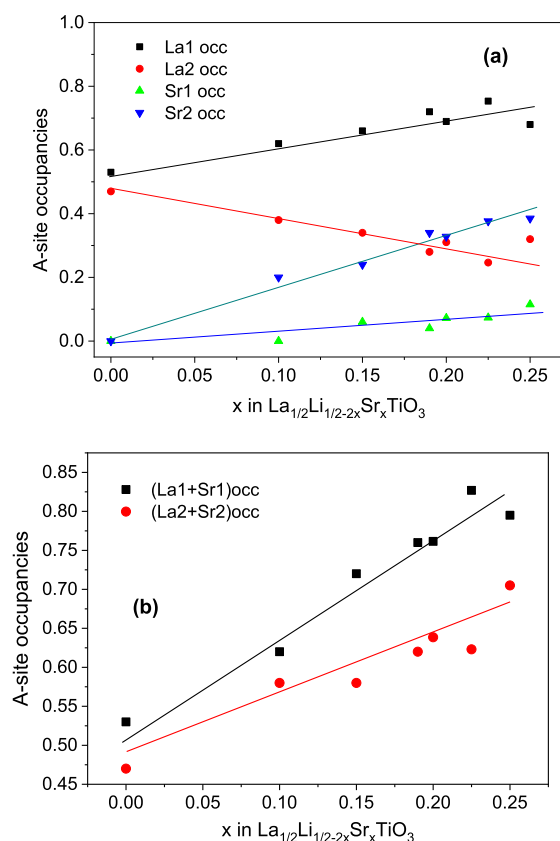 1.0
0.8
0.6
0.4
0.2
0.0
A-site occupancies
La1 occ
La2 occ
Sr1 occ
Sr2 occ
(a)
0.00 0.05 0.10 0.15 0.20 0.25
x in La1/2Li1/2-2xSrxTiO3
0.85
0.80
0.75
0.70
0.65
0.60
0.55
0.50
0.45
A-site occupancies
(La1+Sr1)occ
(La2+Sr2)occ
(b)
0.00 0.05 0.10 0.15 0.20 0.25
x in La1/2Li1/2-2xSrxTiO3